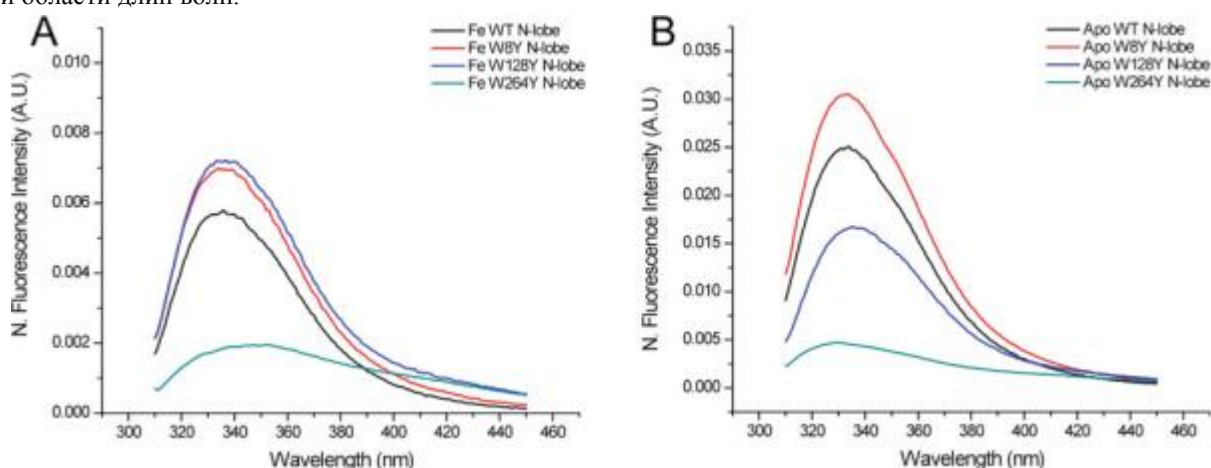 и области длин волн.
A
Fe WT N-lobe
Fe W8Y N-lobe
Fe W128Y N-lobe
Fe W264Y N-lobe
0.010
0.008
0.006
0.004
0.002
0.000
N. Fluorescence Intensity (A.U.)
300 320 340 360 380 400 420 440 460
Wavelength (nm)
B
Apo WT N-lobe
Apo W8Y N-lobe
Apo W128Y N-lobe
Apo W264Y N-lobe
0.035
0.030
0.025
0.020
0.015
0.010
0.005
0.000
N. Fluorescence Intensity (A.U.)
300 320 340 360 380 400 420 440 460
Wavelength (nm)